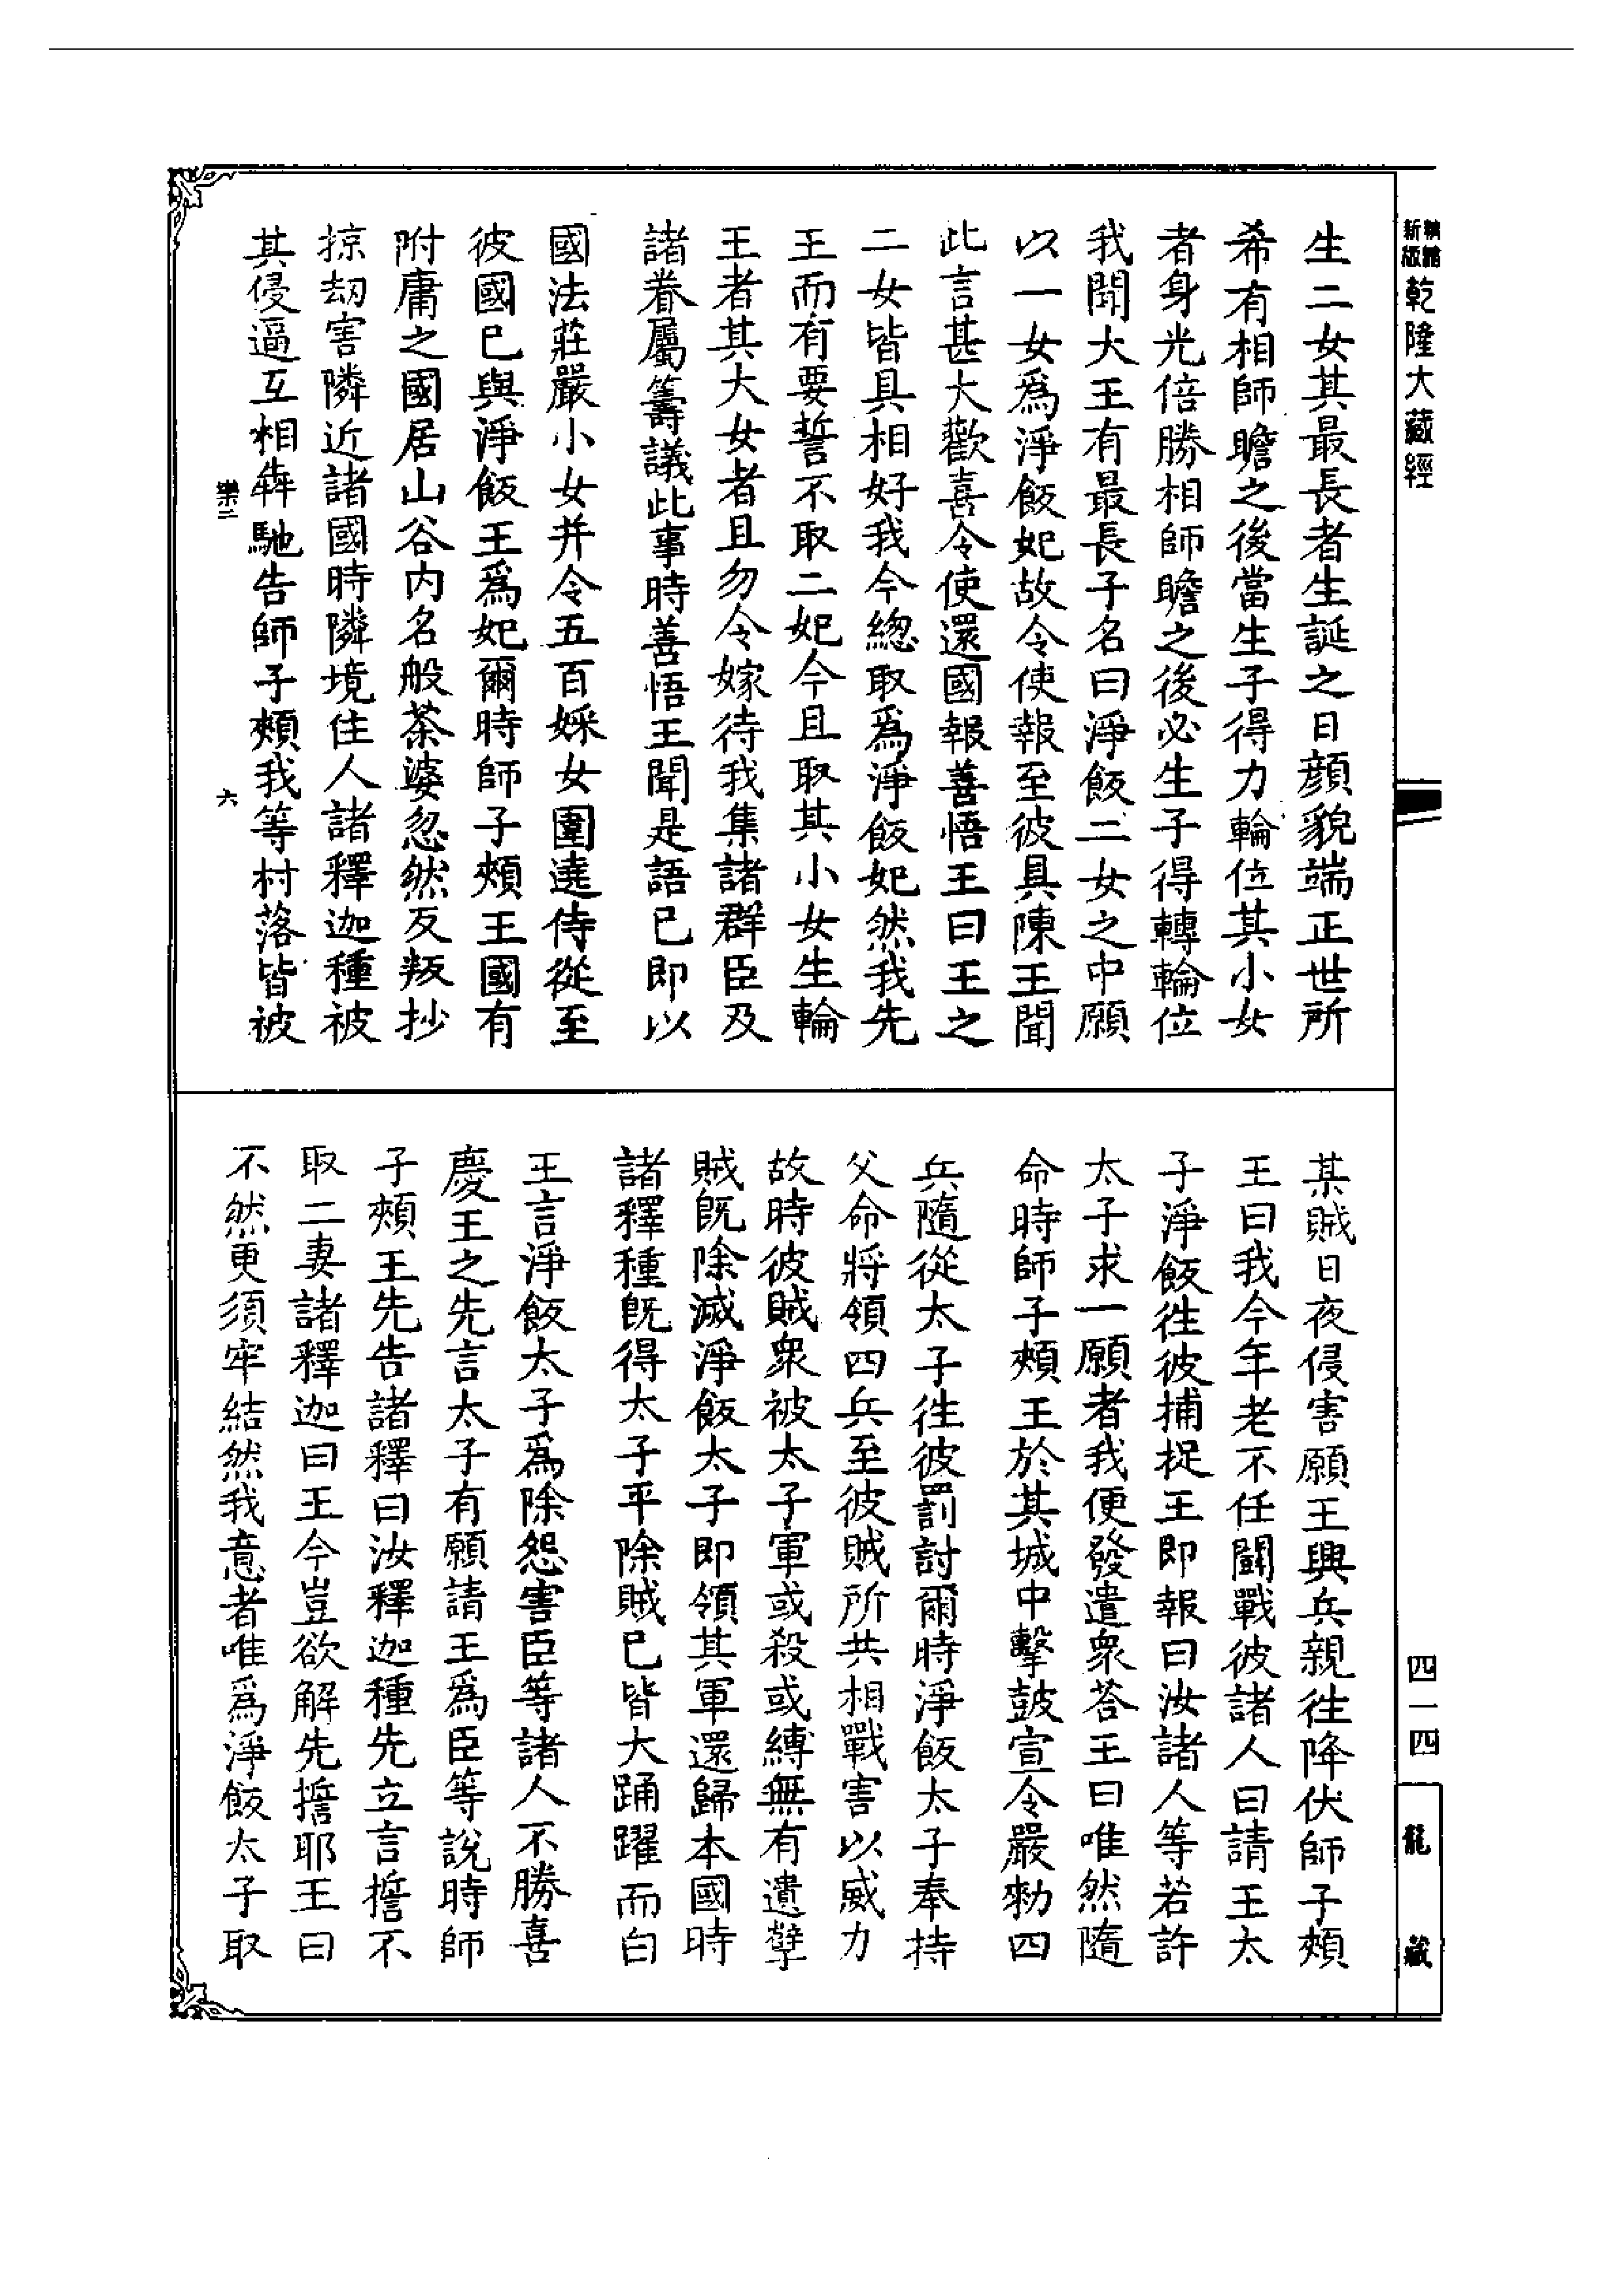 新編縮版乾隆大藏經
四一四
龍藏
生二女其最長者生誕之日顏貌端正世所
希有相師瞻之後當生子得力輪位其小女
者身光倍勝相師瞻之後必生子得轉輪位
我聞大王有最長子名曰淨飯二女之中願
以一女爲淨飯妃故令使報至彼具陳王聞
此言甚大歡喜令使還國報善悟王曰王之
二女皆具相好我今緫取爲淨飯妃然我先
王而有要誓不取二妃今且取其小女生輪
王者其大女者且勿令嫁待我集諸群臣及
諸眷屬籌議此事時善悟王聞是語已即以
國法莊嚴小女并令五百婇女圍遶侍從至
彼國已與淨飯王爲妃爾時師子頰王國有
附庸之國居山谷内名般茶婆忽然反叛抄
掠劫害隣近諸國時隣境住人諸釋迦種被
其侵逼互相犇馳告師子頰我等村落皆被
樂二
六
某賊日夜侵害願王興兵親往降伏師子頰
王曰我今年老不任鬬戰彼諸人曰請王太
子淨飯往彼捕捉王即報曰汝諸人等若許
太子求一願者我便發遣衆荅王曰唯然隨
命時師子頰王於其城中擊鼓宣令嚴勑四
兵隨從太子往彼罰討爾時淨飯太子奉持
父命將領四兵至彼賊所共相戰害以威力
故時彼賊衆被太子軍或殺或縛無有遺孽
賊旣除滅淨飯太子即領其軍還歸本國時
諸釋種旣得太子平除賊已皆大踊躍而白
王言淨飯太子爲除怨害臣等諸人不勝喜
慶王之先言太子有願請王爲臣等說時師
子頰王先告諸釋曰汝釋迦種先立言誓不
取二妻諸釋迦曰王今豈欲解先誓耶王曰
不然更須牢結然我意者唯爲淨飯太子取